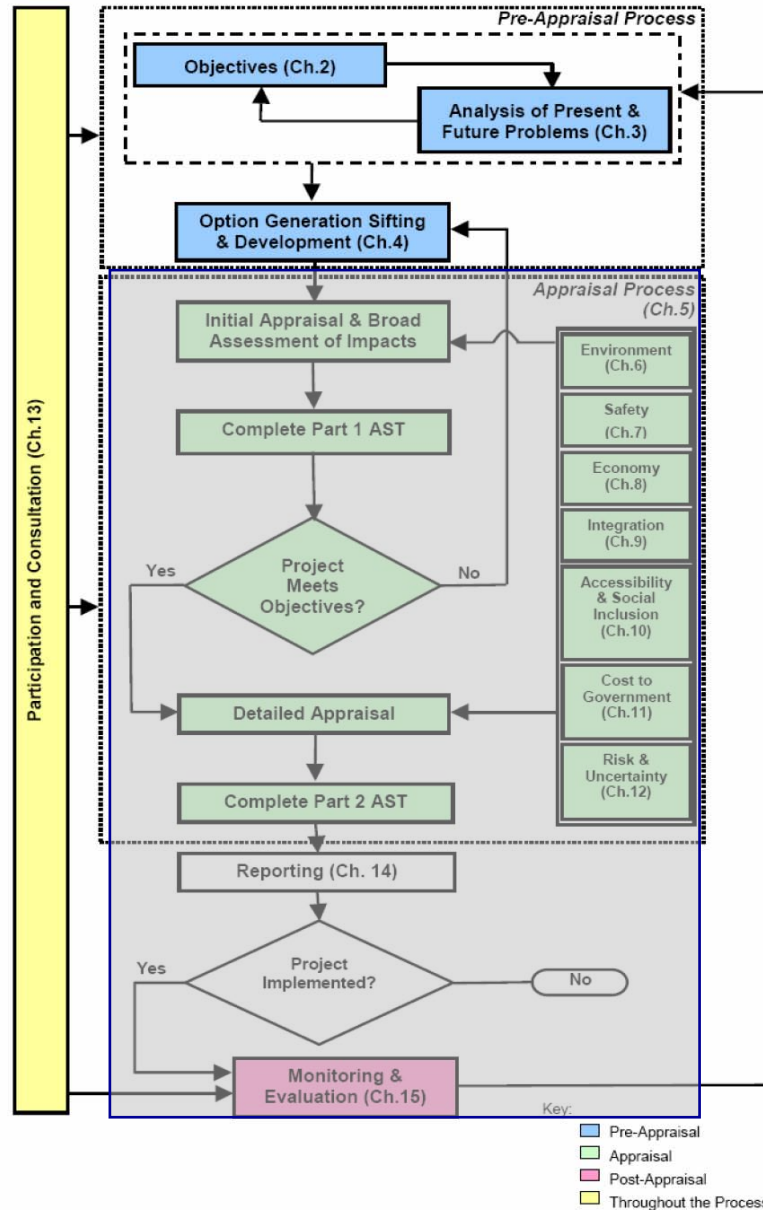 Pre-Appraisal Process
Objectives (Ch.2)
Analysis of Present &
Future Problems (Ch.3)
Option Generation Sifting
& Development (Ch.4)
Participation and Consultation (Ch.13)
Appraisal Process
(Ch.5)
Initial Appraisal & Broad
Assessment of Impacts
Complete Part 1 AST
Yes
Project
Meets
Objectives?
No
Environment
(Ch.6)
Safety
(Ch.7)
Economy
(Ch.8)
Integration
(Ch.9)
Accessibility
& Social
Inclusion
(Ch.10)
Cost to
Government
(Ch.11)
Risk &
Uncertainty
(Ch.12)
Detailed Appraisal
Complete Part 2 AST
Reporting (Ch. 14)
Yes
Project
Implemented?
No
Monitoring &
Evaluation (Ch.15)
Key:
Pre-Appraisal
Appraisal
Post-Appraisal
Throughout the Process